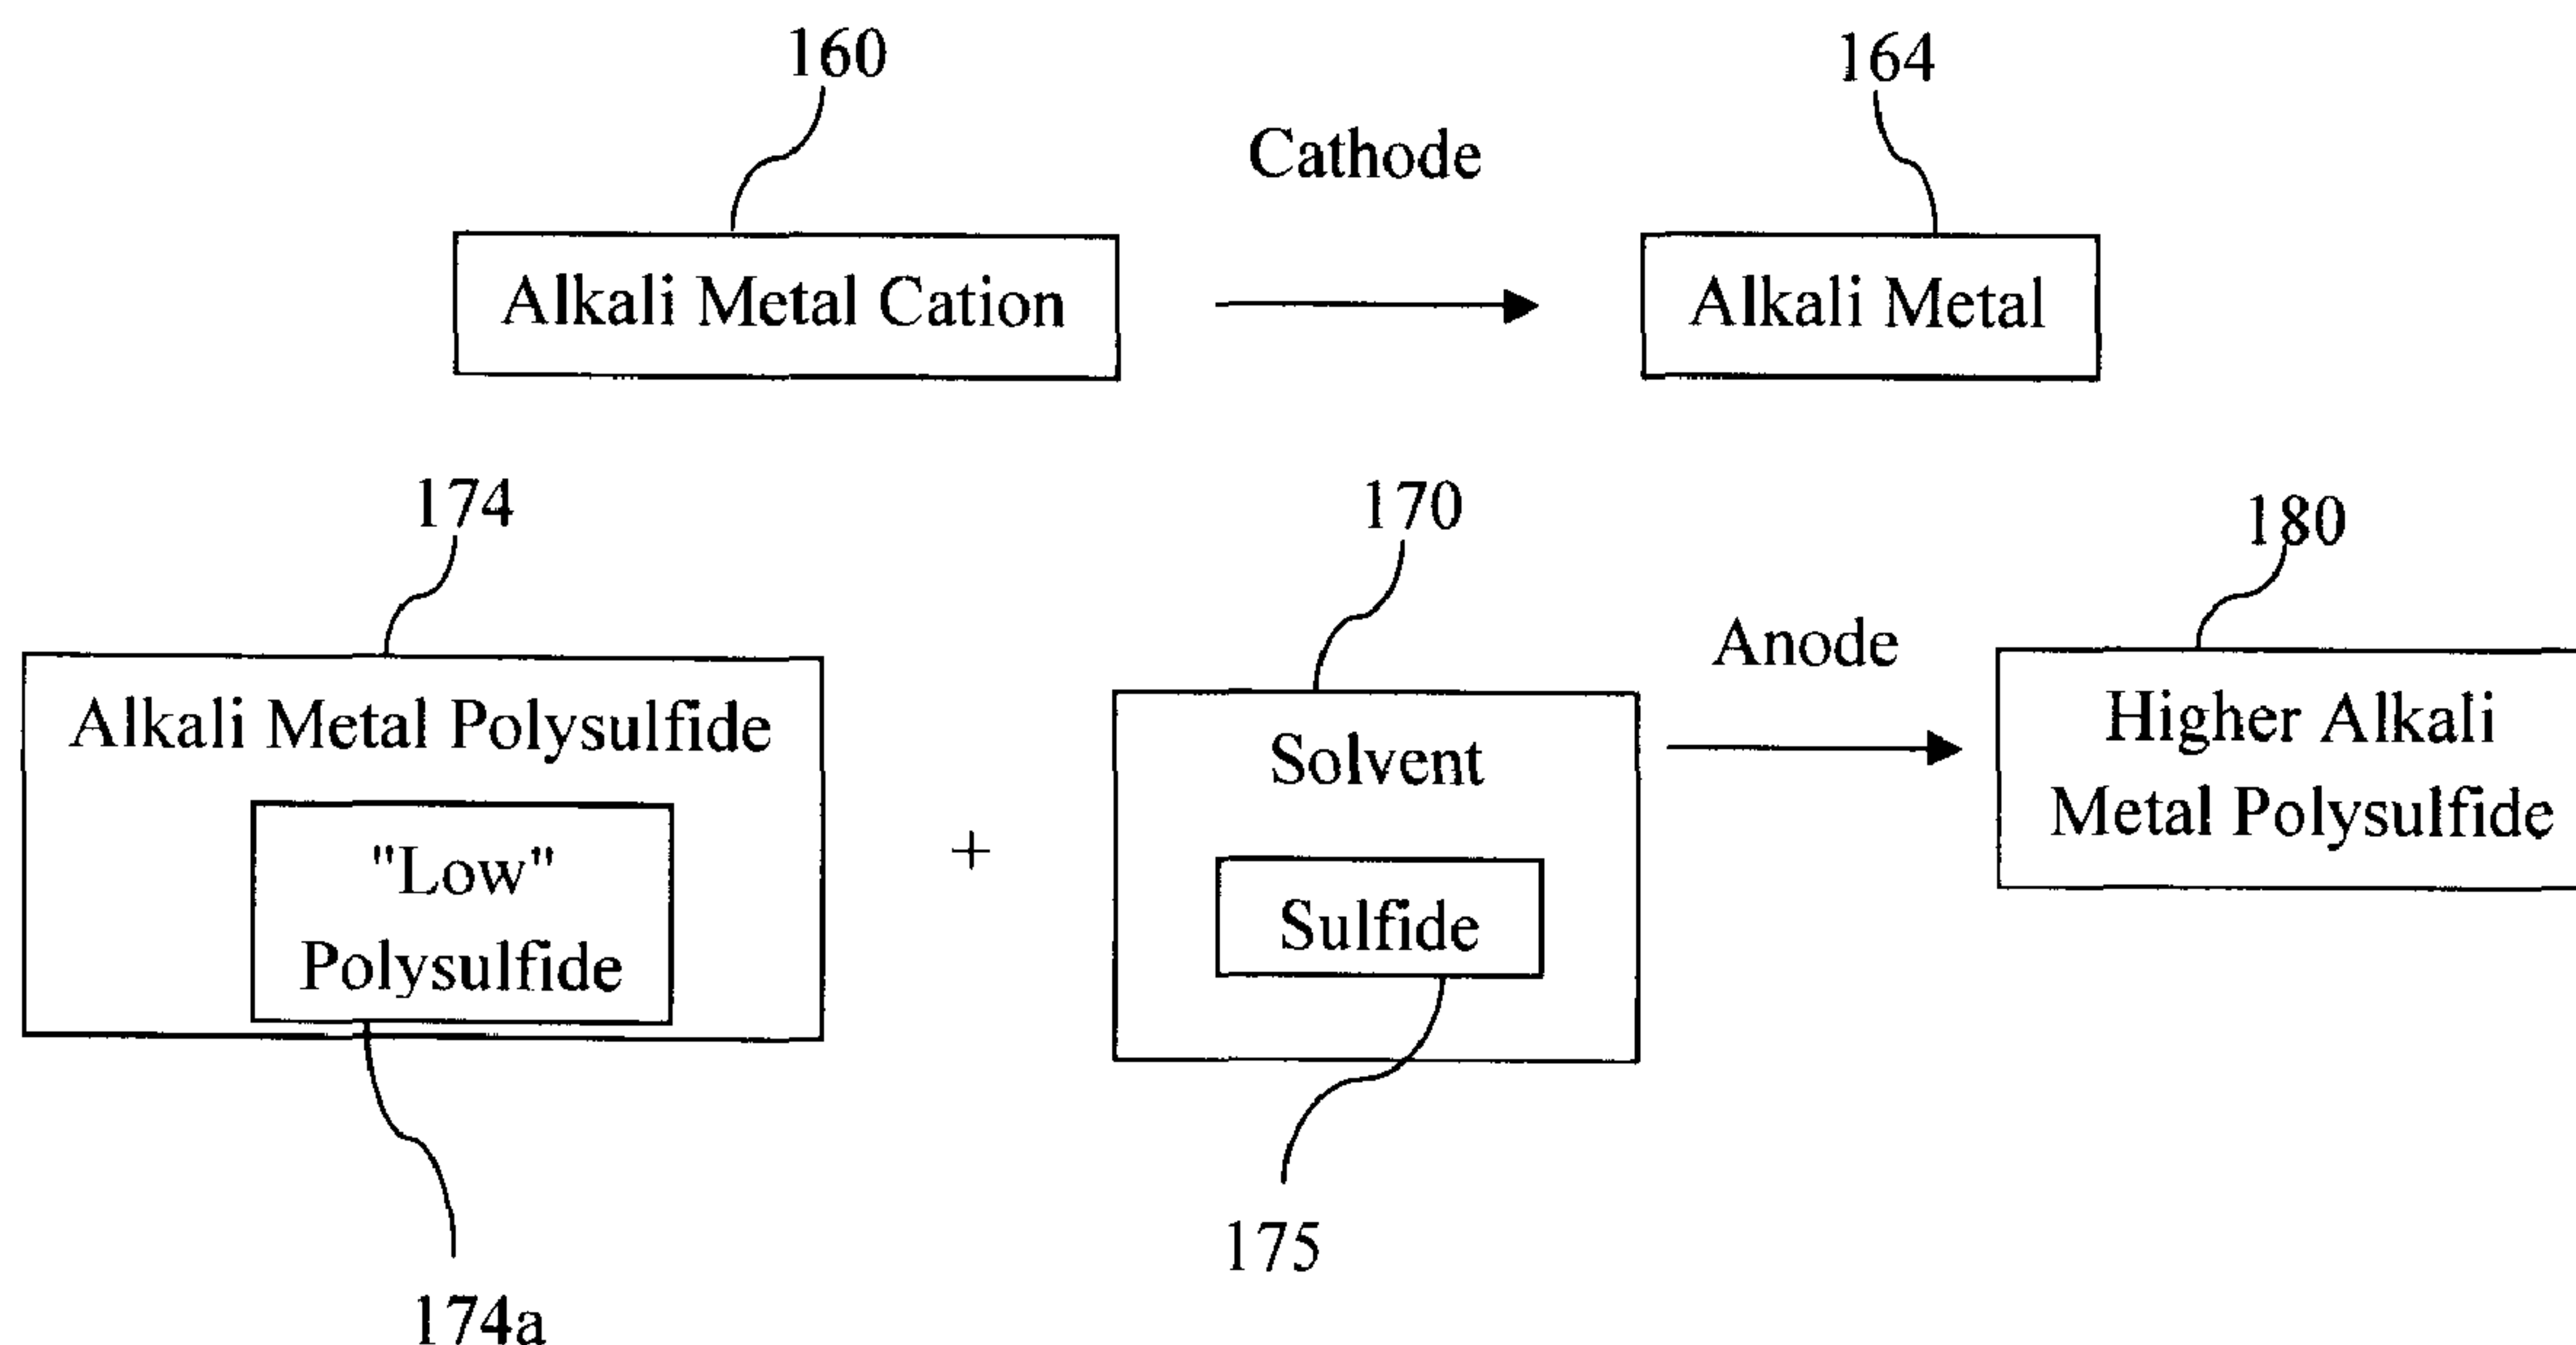 160
164
Cathode
Alkali Metal Cation
Alkali Metal
174
170
180
Anode
Alkali Metal Polysulfide
"Low"
Polysulfide
+
Solvent
Sulfide
Higher Alkali
Metal Polysulfide
175
174a